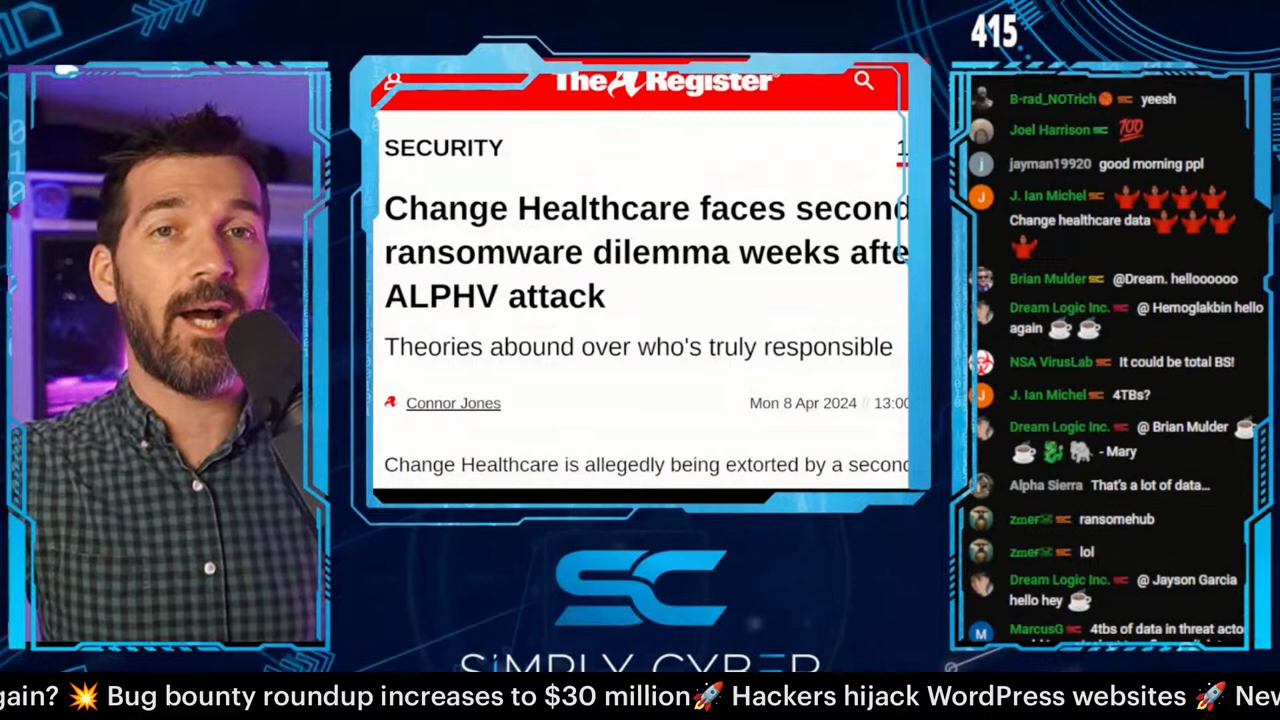 415
The Register®
SECURITY
Change Healthcare faces second
ransomware dilemma weeks afte
ALPHV attack
Theories abound over who's truly responsible
Connor Jones
Mon 8 Apr 2024 // 13:00
Change Healthcare is allegedly being extorted by a second
SC
SIMPLY CYBER
B-rad_NOTrich yeesh
Joel Harrison 💯
jayman19920 good morning ppl
J. Ian Michel
Change healthcare data
Brian Mulder @Dream. helloooooo
Dream Logic Inc. @ Hemoglakbin hello
again ☕ ☕
NSA VirusLab It could be total BS!
J. Ian Michel 4TBs?
Dream Logic Inc. @ Brian Mulder ☕
☕ 🐉 🐘 - Mary
Alpha Sierra That's a lot of data...
zmer ransomehub
zmer lol
Dream Logic Inc. @ Jayson Garcia
hello hey ☕
MarcusG 4tbs of data in threat acto
gain? 💥 Bug bounty roundup increases to $30 million 🚀 Hackers hijack WordPress websites 🚀 New